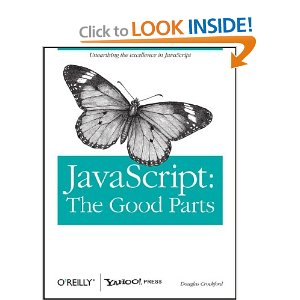 Click to
LOOK INSIDE!
Unearthing the excellence in JavaScript
JavaScript:
The Good Parts
O'REILLY®
YAHOO! PRESS
Douglas Crockford